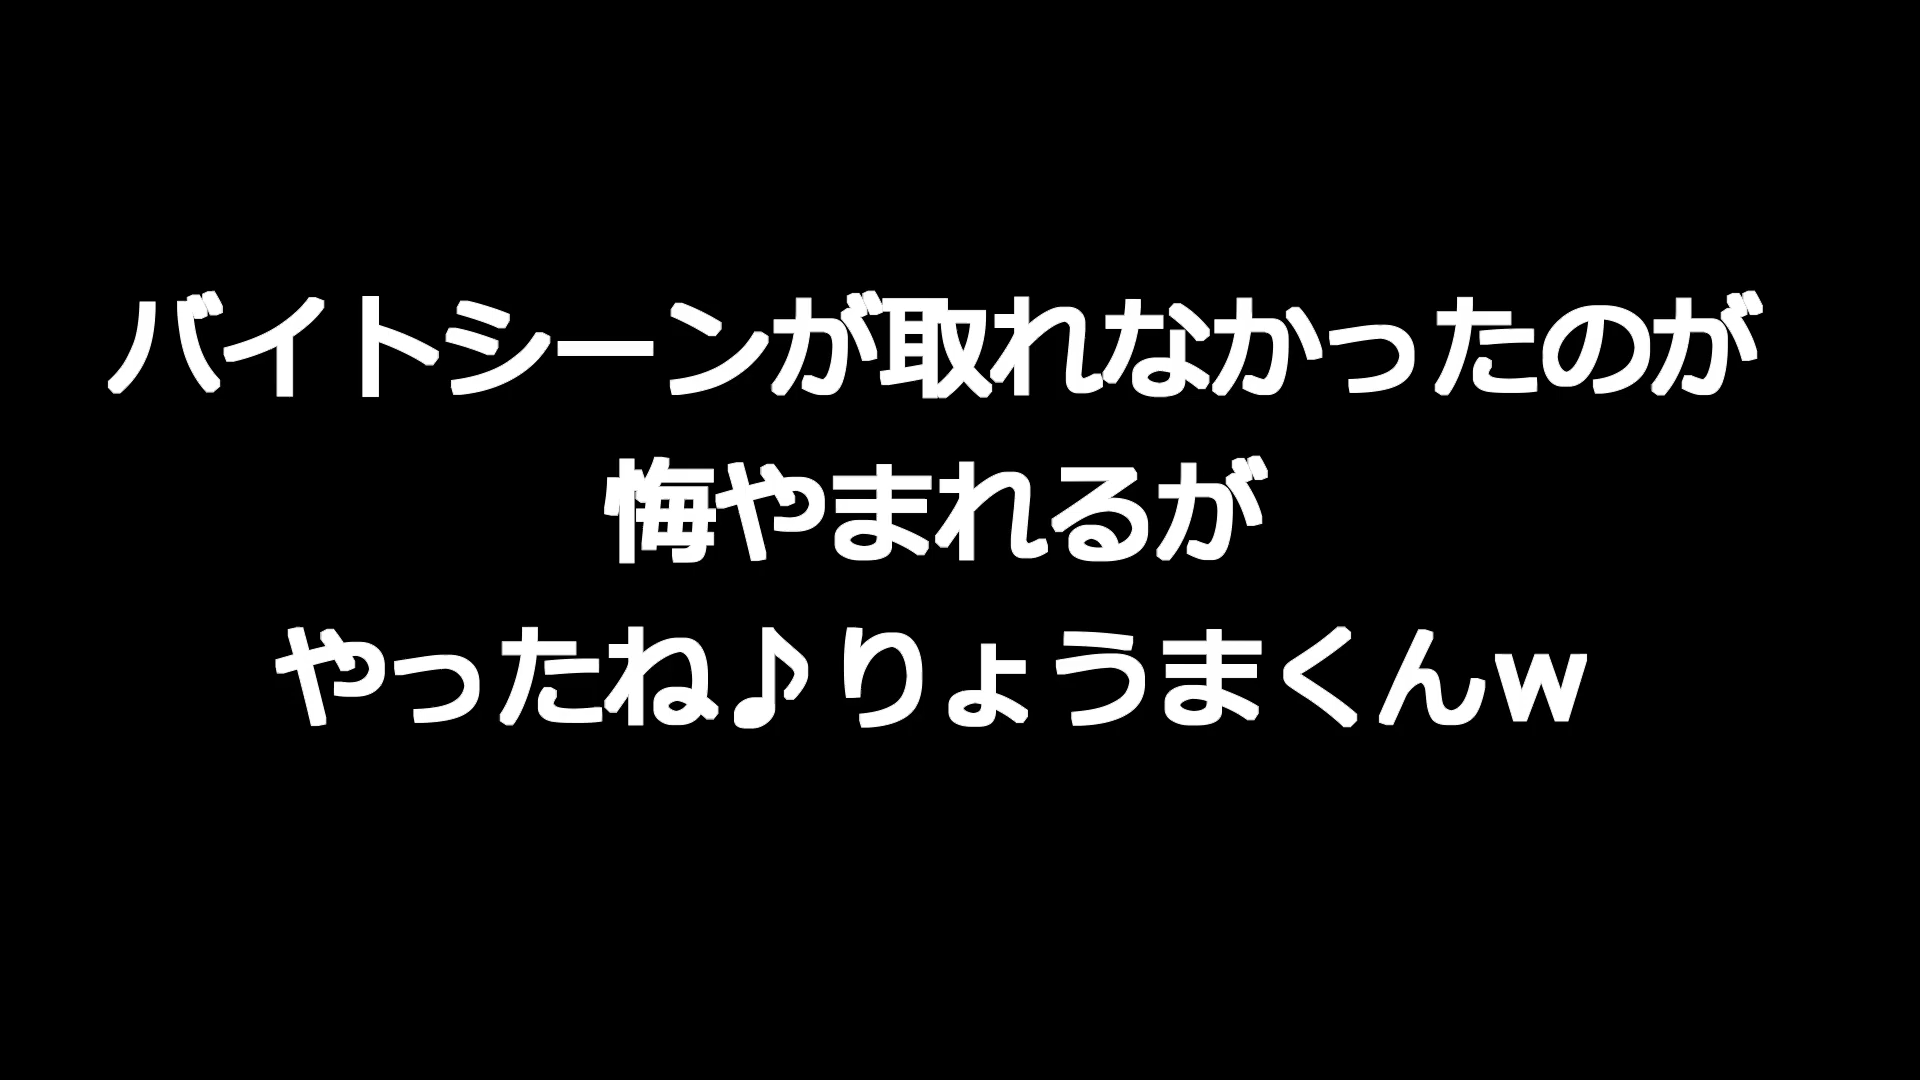 バイトシーンが取れなかったのが
悔やまれるが
やったね♪りょうまくんｗ